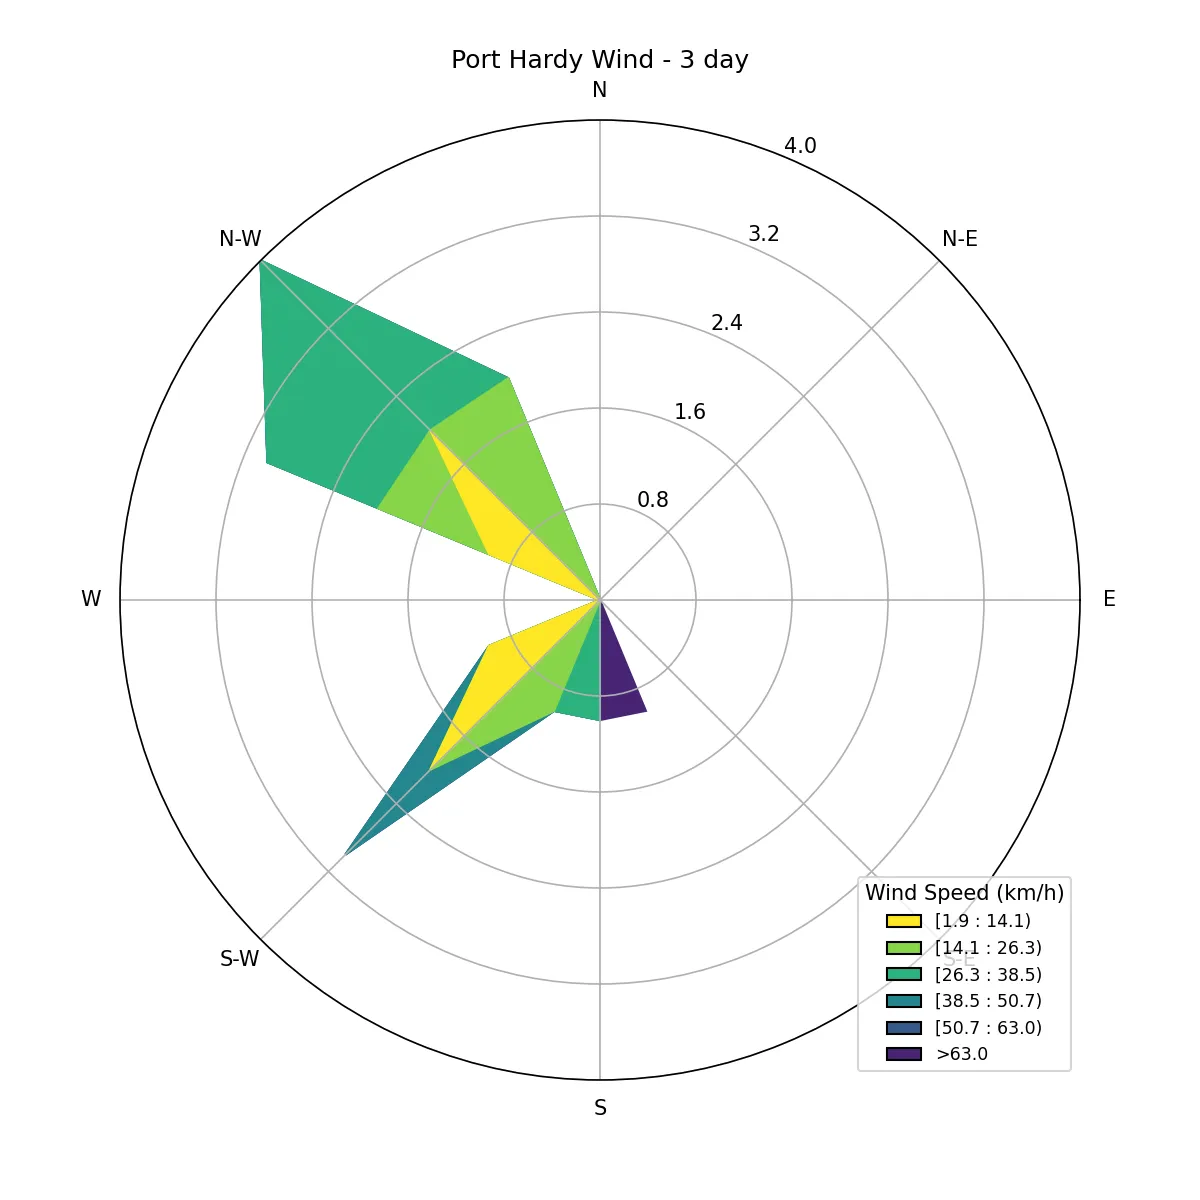 Port Hardy Wind - 3 day
N
4.0
N-W
3.2
N-E
2.4
1.6
0.8
W
E
S-W
S-E
Wind Speed (km/h)
[1.9 : 14.1)
[14.1 : 26.3)
[26.3 : 38.5)
[38.5 : 50.7)
[50.7 : 63.0)
>63.0
S